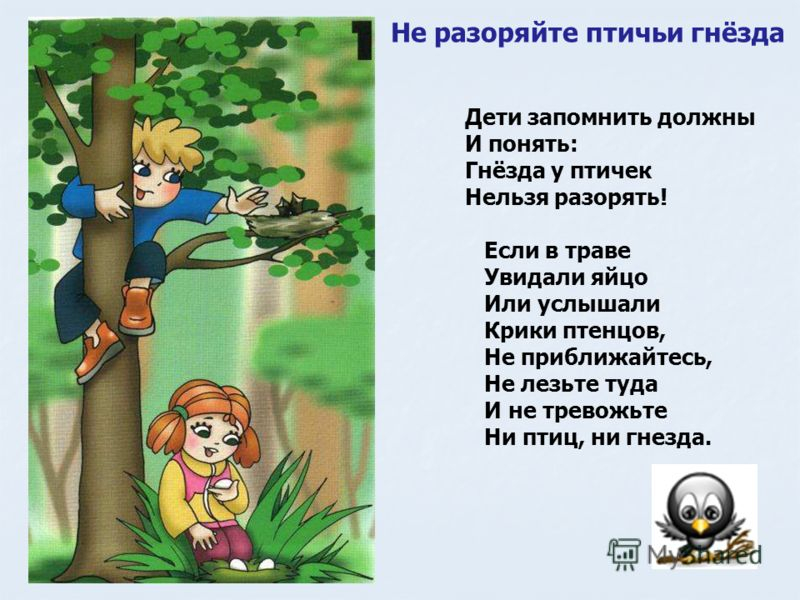 1
Не разоряйте птичьи гнёзда
Дети запомнить должны
И понять:
Гнёзда у птичек
Нельзя разорять!
Если в траве
Увидали яйцо
Или услышали
Крики птенцов,
Не приближайтесь,
Не лезьте туда
И не тревожьте
Ни птиц, ни гнезда.
MyShared